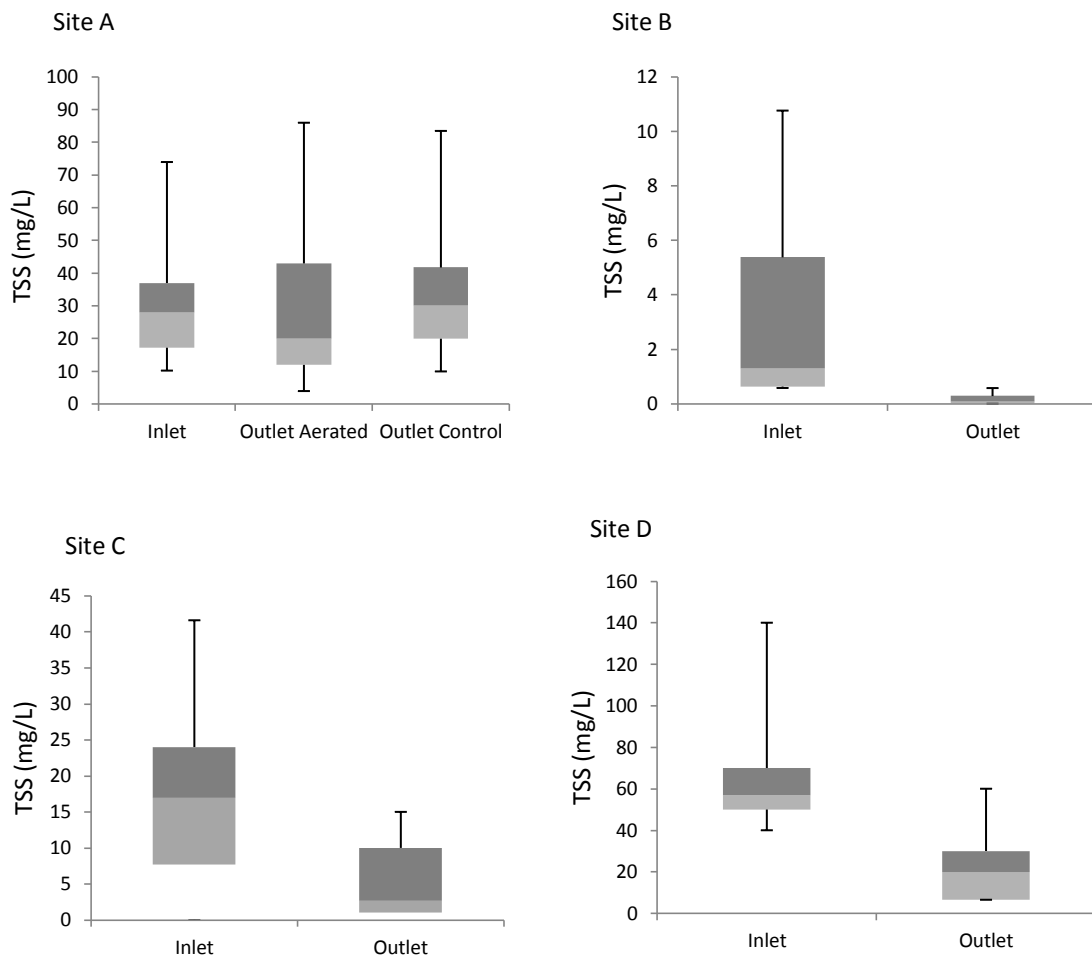 Site A
100
90
80
70
60
50
40
30
20
10
0
TSS (mg/L)
Inlet
Outlet Aerated
Outlet Control
Site B
12
10
8
6
4
2
0
TSS (mg/L)
Inlet
Outlet
Site C
45
40
35
30
25
20
15
10
5
0
TSS (mg/L)
Inlet
Outlet
Site D
160
140
120
100
80
60
40
20
0
TSS (mg/L)
Inlet
Outlet